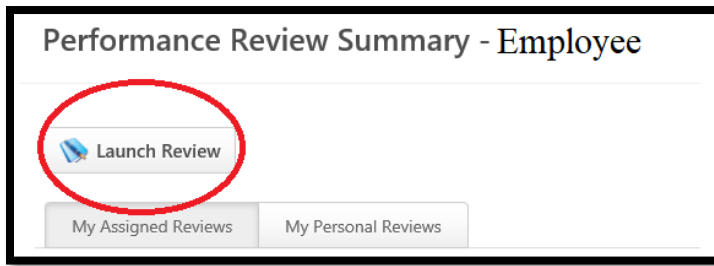 Performance Review Summary - Employee
Launch Review
My Assigned Reviews My Personal Reviews